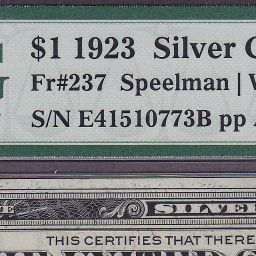 $1 1923 Silver C
Fr#237 Speelman | W
S/N E41510773B pp A
SILVER
THIS CERTIFIES THAT THERE